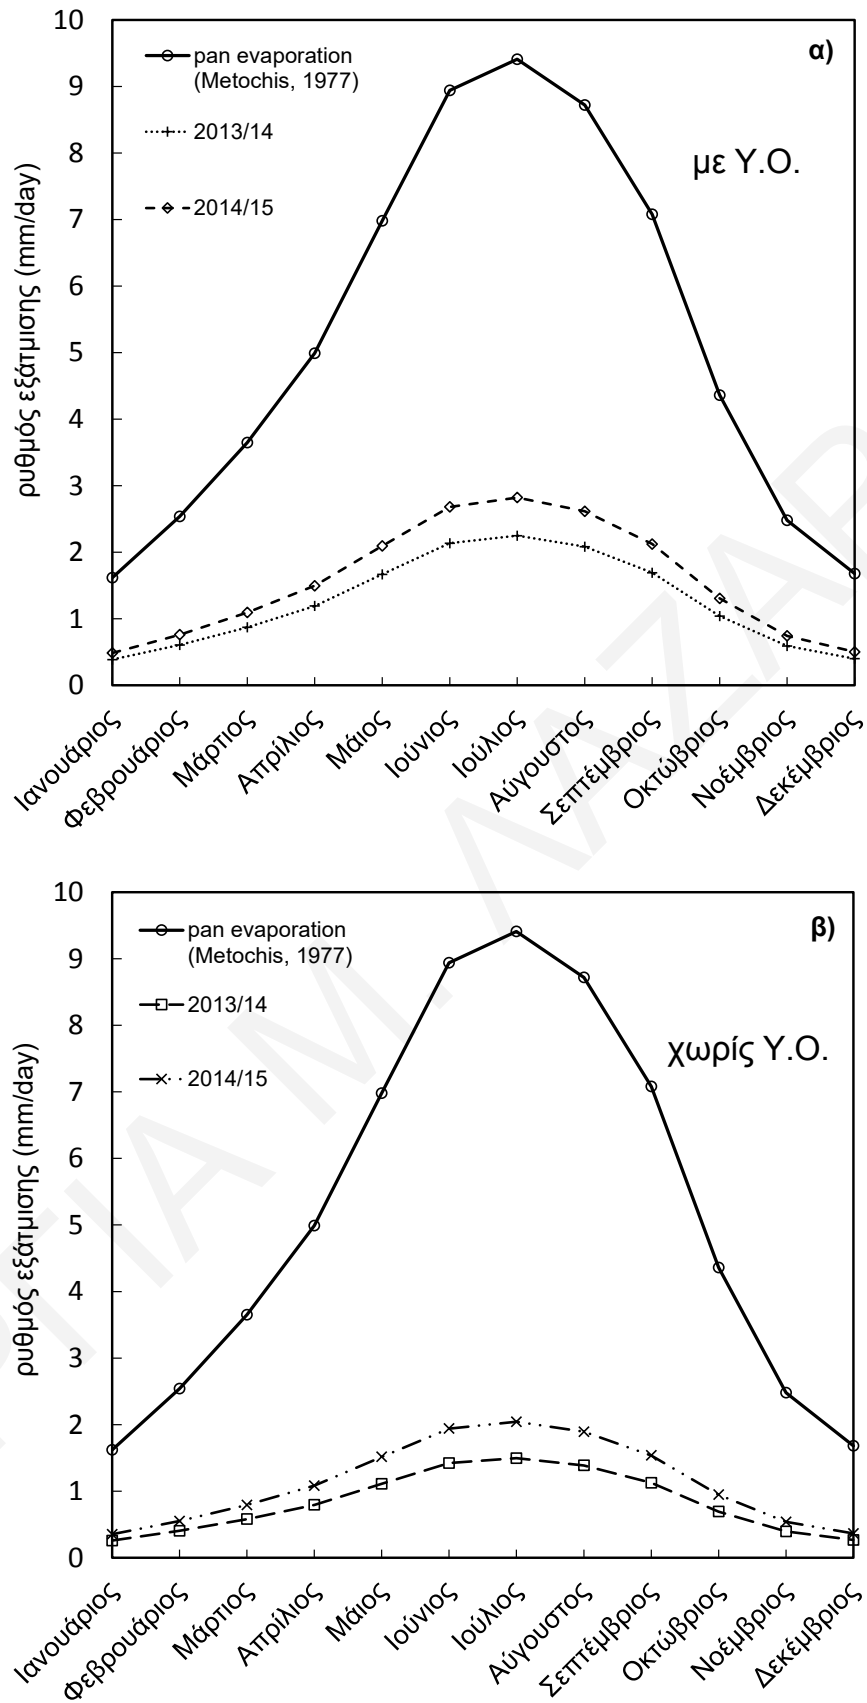 α)
pan evaporation
(Metochis, 1977)
2013/14
2014/15
με Υ.Ο.
ρυθμός εξάτμισης (mm/day)
10
9
8
7
6
5
4
3
2
1
0
Ιανουάριος
Φεβρουάριος
Μάρτιος
Απρίλιος
Μάιος
Ιούνιος
Ιούλιος
Αύγουστος
Σεπτέμβριος
Οκτώβριος
Νοέμβριος
Δεκέμβριος
β)
pan evaporation
(Metochis, 1977)
2013/14
2014/15
χωρίς Υ.Ο.
ρυθμός εξάτμισης (mm/day)
10
9
8
7
6
5
4
3
2
1
0
Ιανουάριος
Φεβρουάριος
Μάρτιος
Απρίλιος
Μάιος
Ιούνιος
Ιούλιος
Αύγουστος
Σεπτέμβριος
Οκτώβριος
Νοέμβριος
Δεκέμβριος